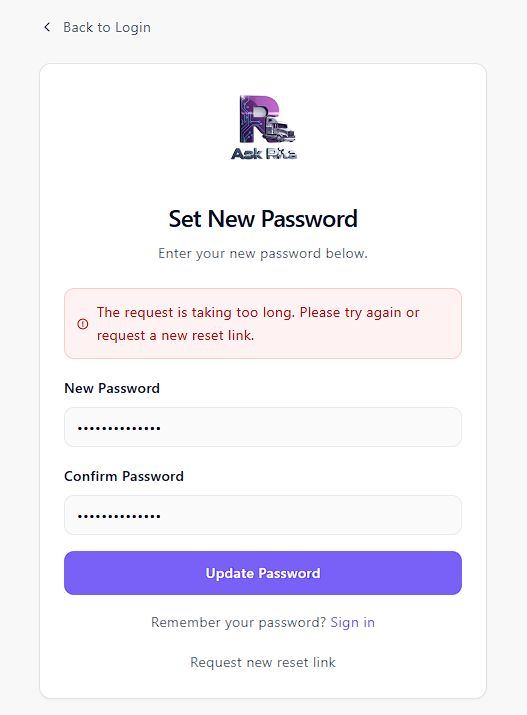 Back to Login
Ask Rita
Set New Password
Enter your new password below.
The request is taking too long. Please try again or
request a new reset link.
New Password
••••••••••••••
Confirm Password
••••••••••••••
Update Password
Remember your password? Sign in
Request new reset link